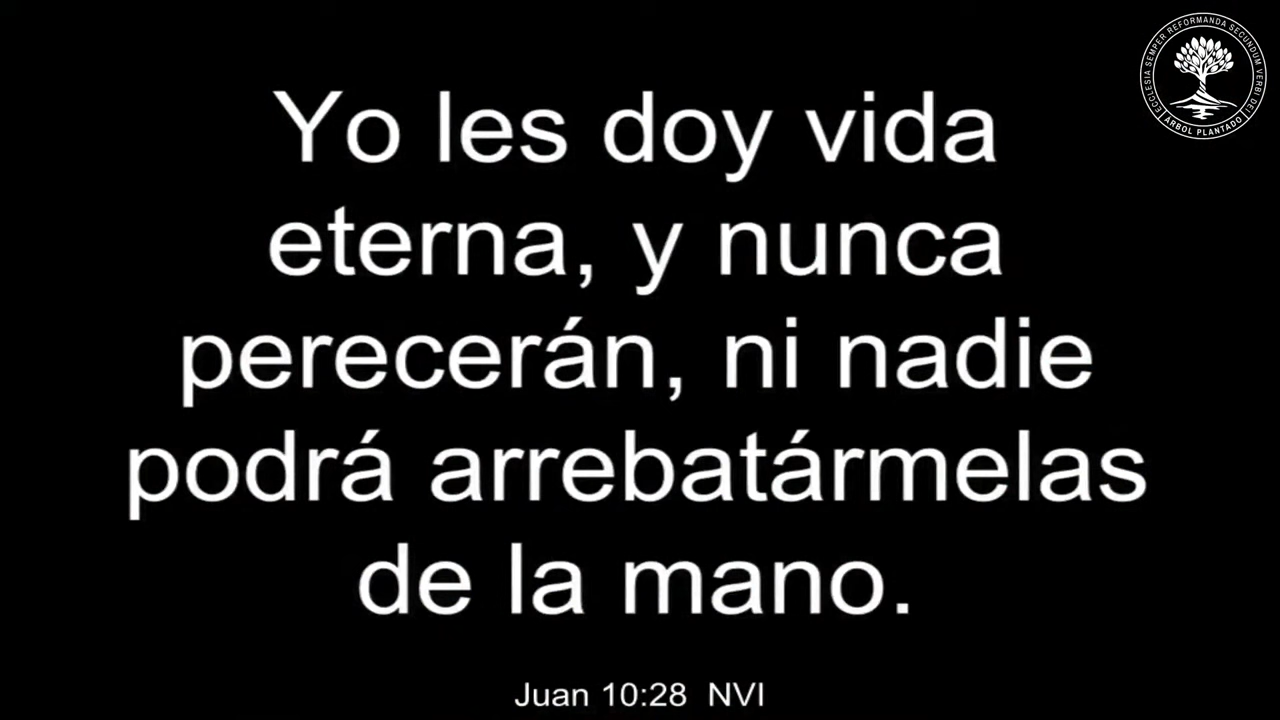 Yo les doy vida
eterna, y nunca
perecerán, ni nadie
podrá arrebatármelas
de la mano.
Juan 10:28 NVI
ECCLESIA SEMPER REFORMANDA SECUNDUM VERBI DEI
ÁRBOL PLANTADO